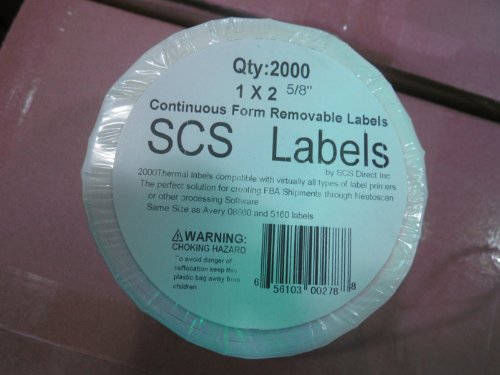 Qty:2000
1 X 2 5/8"
Continuous Form Removable Labels
SCS Labels
by SCS Direct Inc
2000Thermal labels compatible with virtually all types of label printers
The perfect solution for creating FBA Shipments through Neatoscan
or other processing Software
Same Size as Avery 08660 and 5160 labels
WARNING:
CHOKING HAZARD
To avoid danger of
suffocation keep this
plastic bag away from
children
6 56103 00278 8